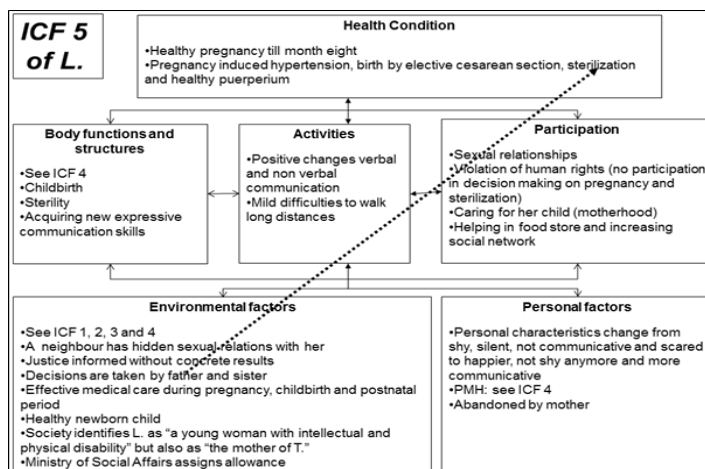 ICF 5
of L.
Health Condition
•Healthy pregnancy till month eight
•Pregnancy induced hypertension, birth by elective cesarean section, sterilization
and healthy puerperium
Body functions and
structures
•See ICF 4
•Childbirth
•Sterility
•Acquiring new expressive
communication skills
Activities
•Positive changes verbal
and non verbal
communication
•Mild difficulties to walk
long distances
Participation
•Sexual relationships
•Violation of human rights (no participation
in decision making on pregnancy and
sterilization)
•Caring for her child (motherhood)
•Helping in food store and increasing
social network
Environmental factors
•See ICF 1, 2, 3 and 4
•A neighbour has hidden sexual relations with her
•Justice informed without concrete results
•Decisions are taken by father and sister
•Effective medical care during pregnancy, childbirth and postnatal
period
•Healthy newborn child
•Society identifies L. as “a young woman with intellectual and
physical disability” but also as “the mother of T.”
•Ministry of Social Affairs assigns allowance
Personal factors
•Personal characteristics change from
shy, silent, not communicative and scared
to happier, not shy anymore and more
communicative
•PMH: see ICF 4
•Abandoned by mother